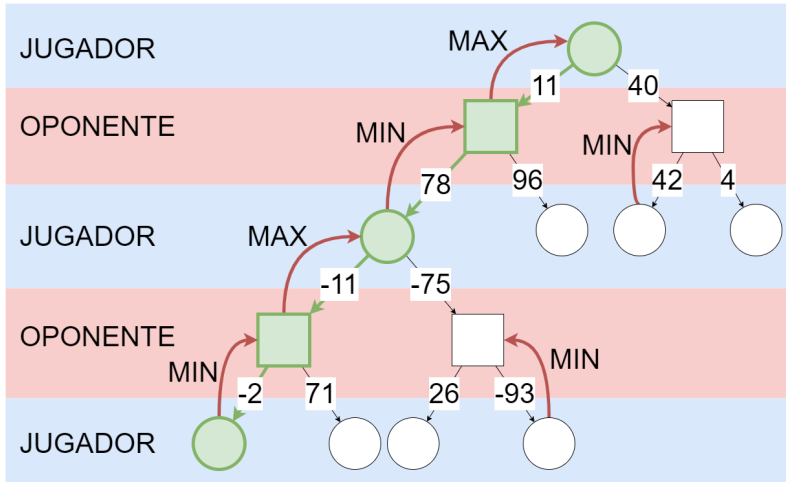 JUGADOR
MAX
11
40
OPONENTE
MIN
MIN
78
96
42
4
JUGADOR
MAX
-11
-75
OPONENTE
MIN
MIN
-2
71
26
-93
JUGADOR